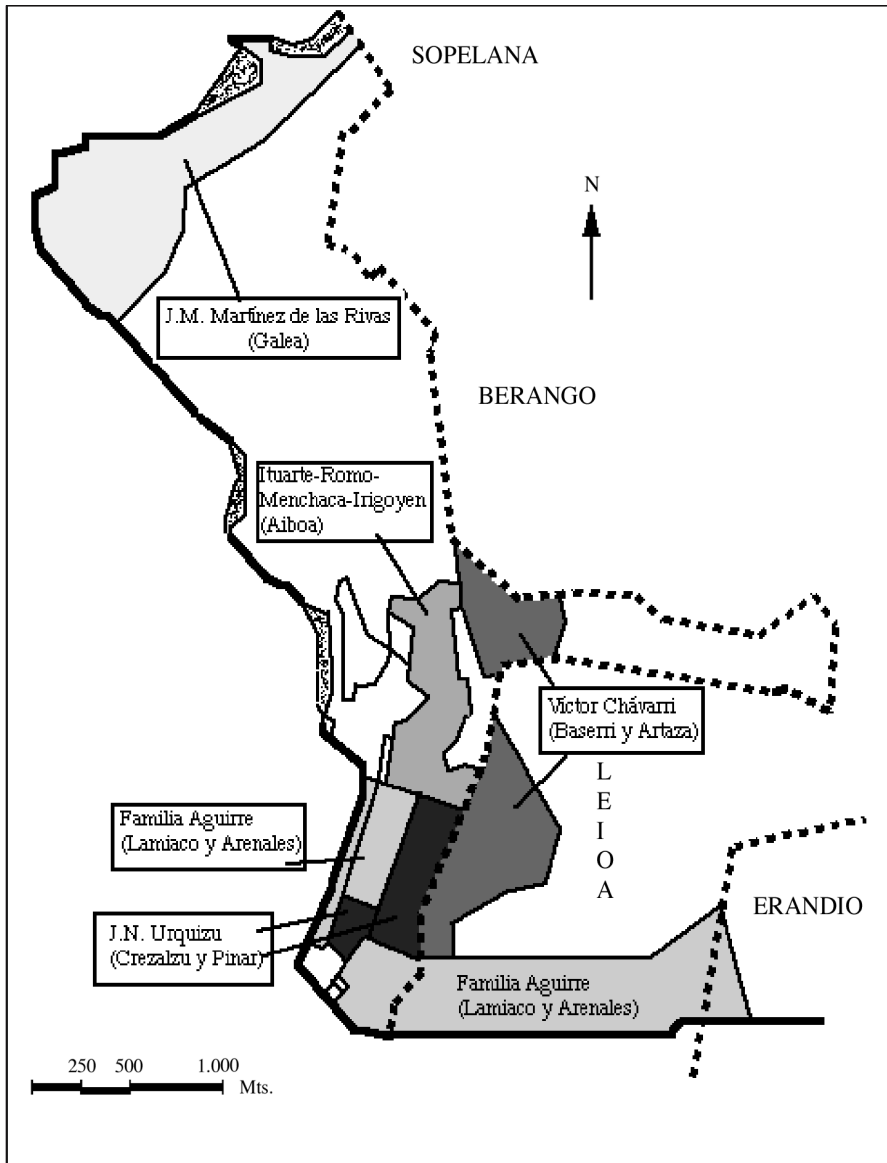 SOPELANA
N
J.M. Martínez de las Rivas
(Galea)
BERANGO
Ituarte-Romo-
Menchaca-Irigoyen
(Aiboa)
Víctor Chávarri
(Baserri y Artaza)
LEIOA
Familia Aguirre
(Lamiaco y Arenales)
ERANDIO
J.N. Urquizu
(Crezalzu y Pinar)
Familia Aguirre
(Lamiaco y Arenales)
250 500 1.000
Mts.